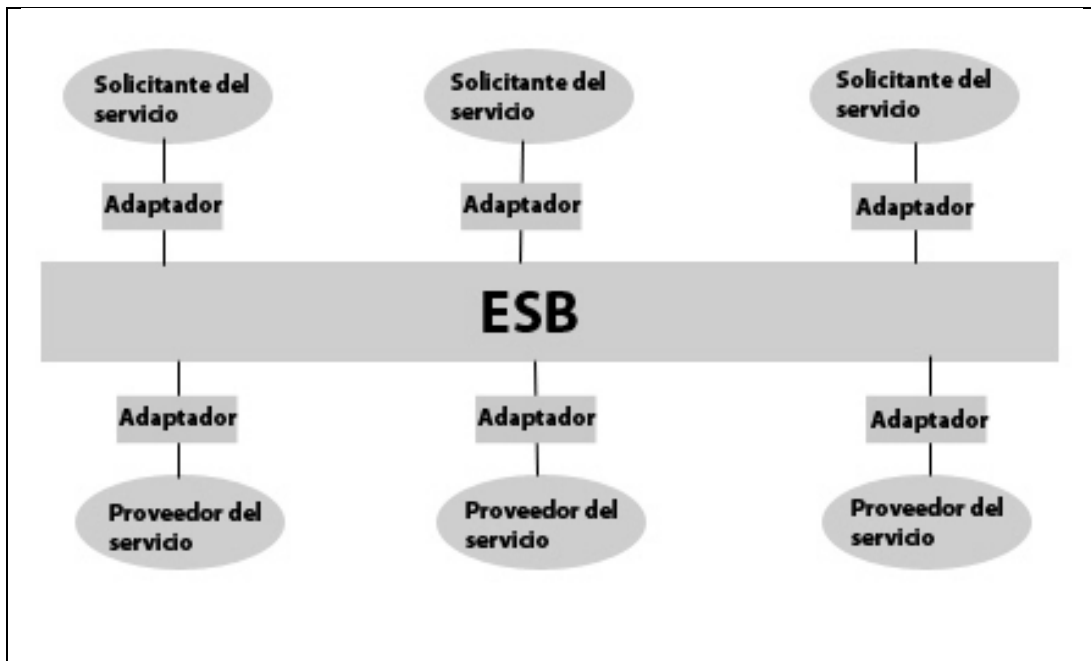 Solicitante del
servicio
Solicitante del
servicio
Solicitante del
servicio
Adaptador
Adaptador
Adaptador
ESB
Adaptador
Adaptador
Adaptador
Proveedor del
servicio
Proveedor del
servicio
Proveedor del
servicio